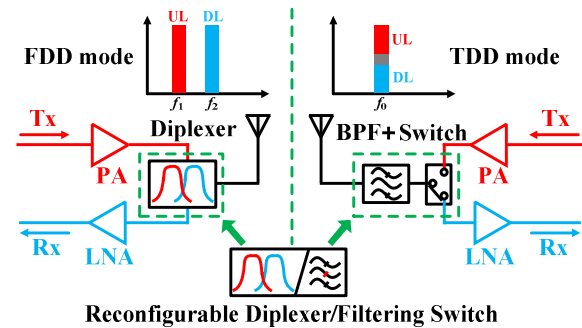 FDD mode
UL DL
f1 f2
UL
DL
f0
TDD mode
Tx
Diplexer
PA
Rx
LNA
BPF+Switch
Tx
PA
LNA
Rx
Reconfigurable Diplexer/Filtering Switch